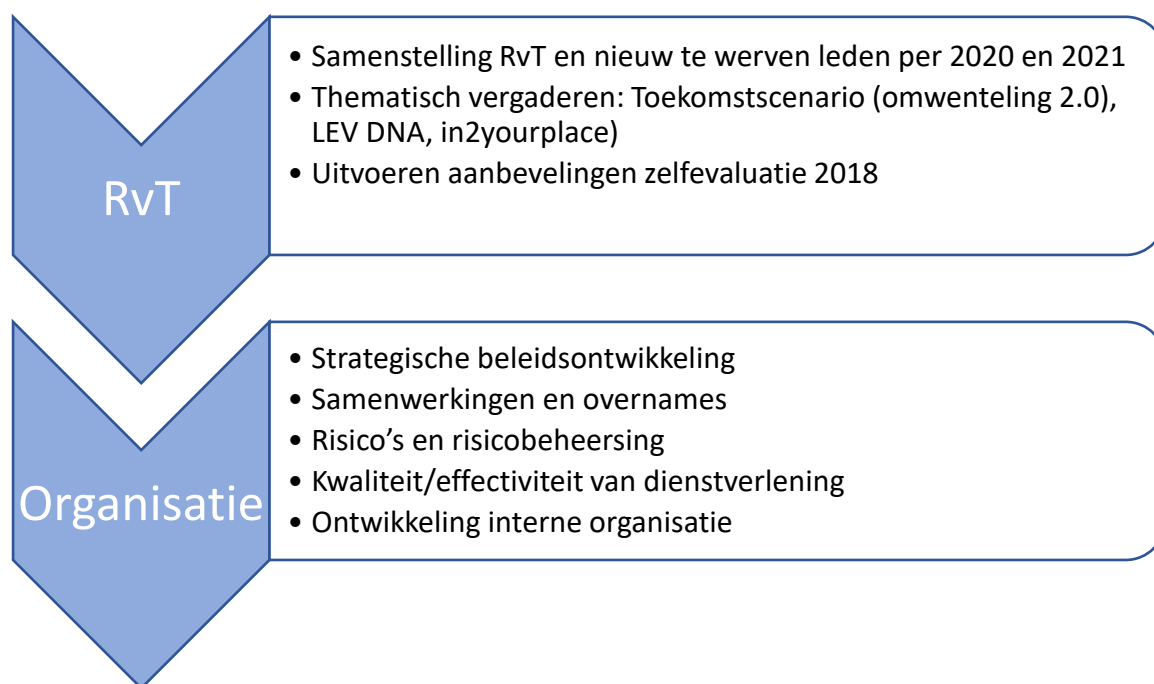 RvT
• Samenstelling RvT en nieuw te werven leden per 2020 en 2021
• Thematisch vergaderen: Toekomstscenario (omwenteling 2.0),
LEV DNA, in2yourplace)
• Uitvoeren aanbevelingen zelfevaluatie 2018
Organisatie
• Strategische beleidsontwikkeling
• Samenwerkingen en overnames
• Risico’s en risicobeheersing
• Kwaliteit/effectiviteit van dienstverlening
• Ontwikkeling interne organisatie